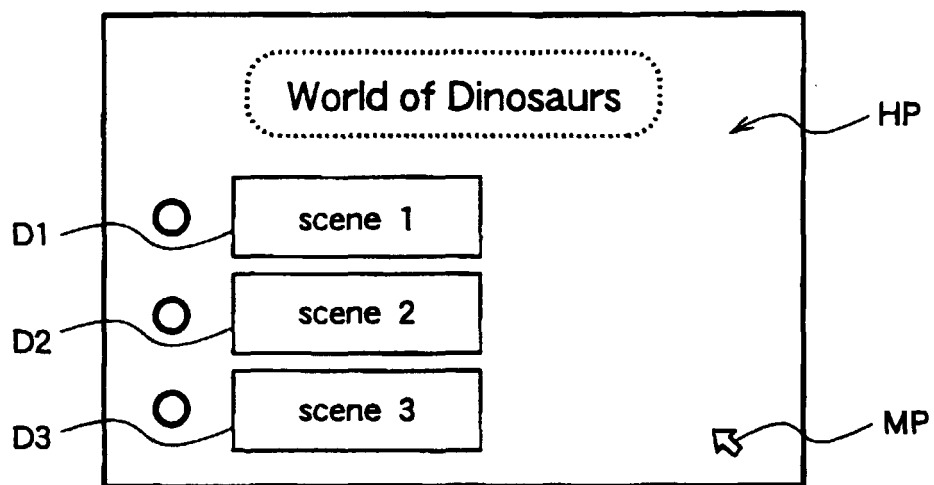 World of Dinosaurs
HP
scene 1
D1
scene 2
D2
scene 3
D3
MP